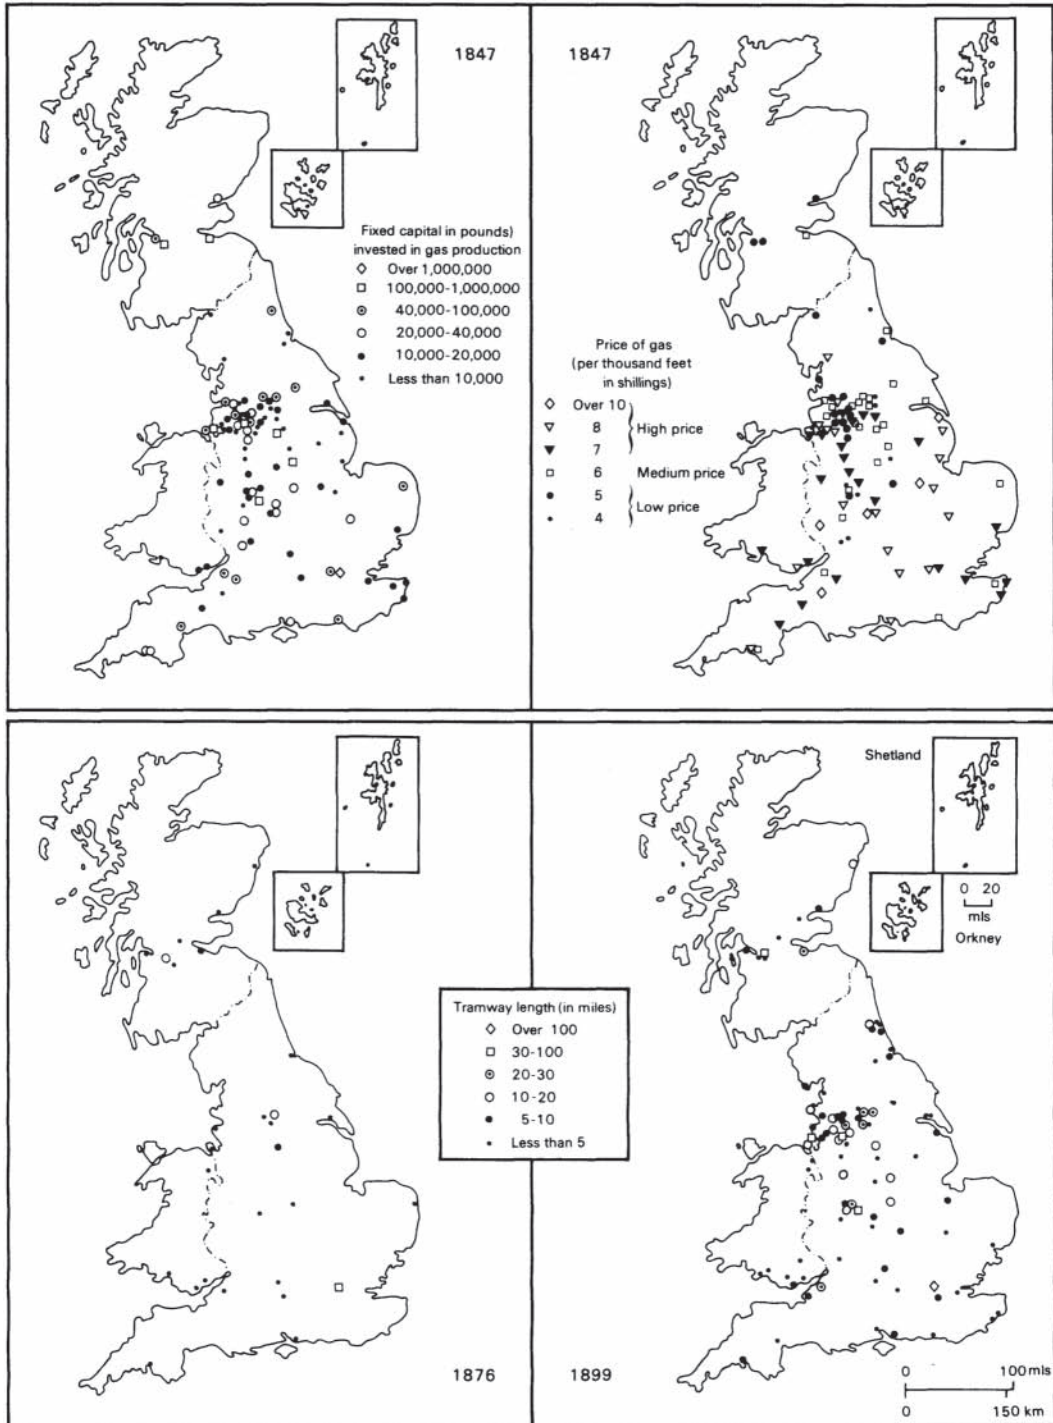 1847
Fixed capital in pounds)
invested in gas production
Over 1,000,000
100,000-1,000,000
40,000-100,000
20,000-40,000
10,000-20,000
Less than 10,000
1847
Price of gas
(per thousand feet
in shillings)
Over 10
8
7
High price
6
Medium price
5
4
Low price
1876
Tramway length (in miles)
Over 100
30-100
20-30
10-20
5-10
Less than 5
Shetland
0 20
mls
Orkney
1899
0 100 mls
0 150 km